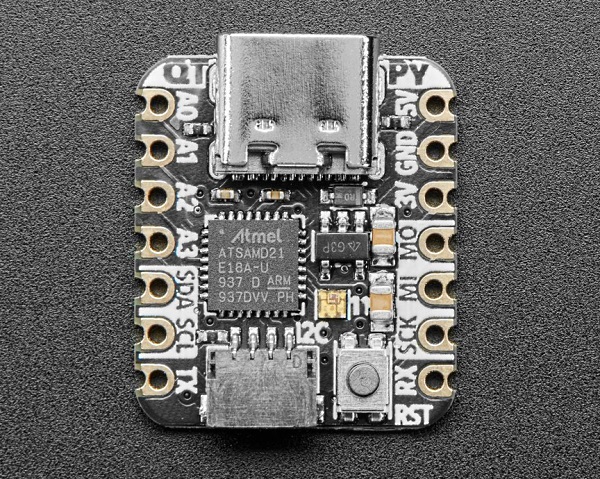 QT PY
A0
A1
A2
A3
SDA
SCL
TX
5V
GND
3V
MO
MI
SCK
RX
Atmel
ATSAMD21
E18A-U
937 D ARM
937DVV PH
G3P
11
I2C
RST